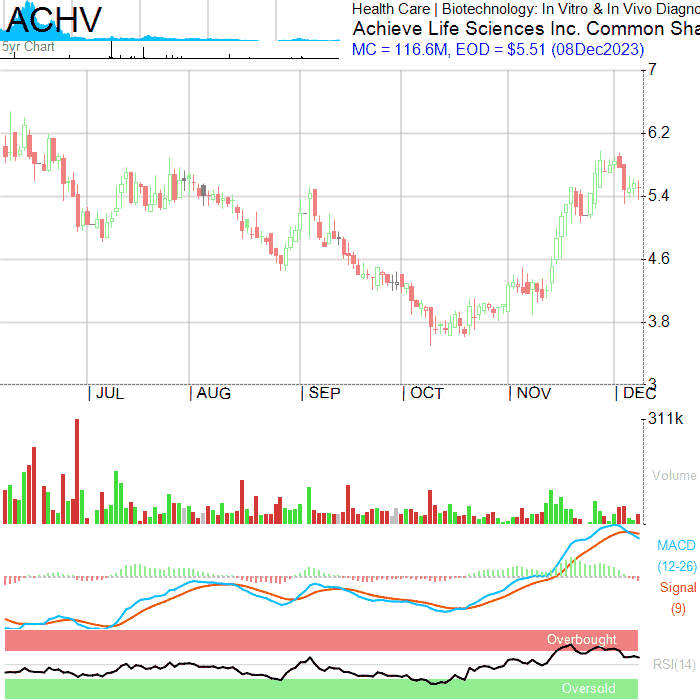 ACHV
5yr Chart
Health Care | Biotechnology: In Vitro & In Vivo Diagno
Achieve Life Sciences Inc. Common Sha
MC = 116.6M, EOD = $5.51 (08Dec2023)
7
6.2
5.4
4.6
3.8
3
| JUL | AUG | SEP | OCT | NOV | DEC
311k
Volume
MACD
(12-26)
Signal
(9)
Overbought
RSI(14)
Oversold